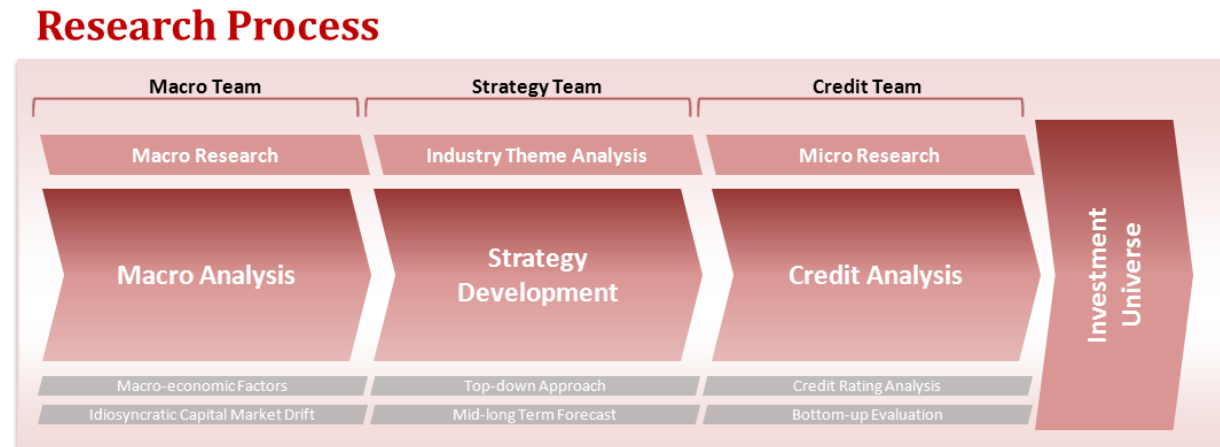 Research Process
Macro Team
Strategy Team
Credit Team
Macro Research
Industry Theme Analysis
Micro Research
Macro Analysis
Strategy
Development
Credit Analysis
Investment
Universe
Macro-economic Factors
Top-down Approach
Credit Rating Analysis
Idiosyncratic Capital Market Drift
Mid-long Term Forecast
Bottom-up Evaluation